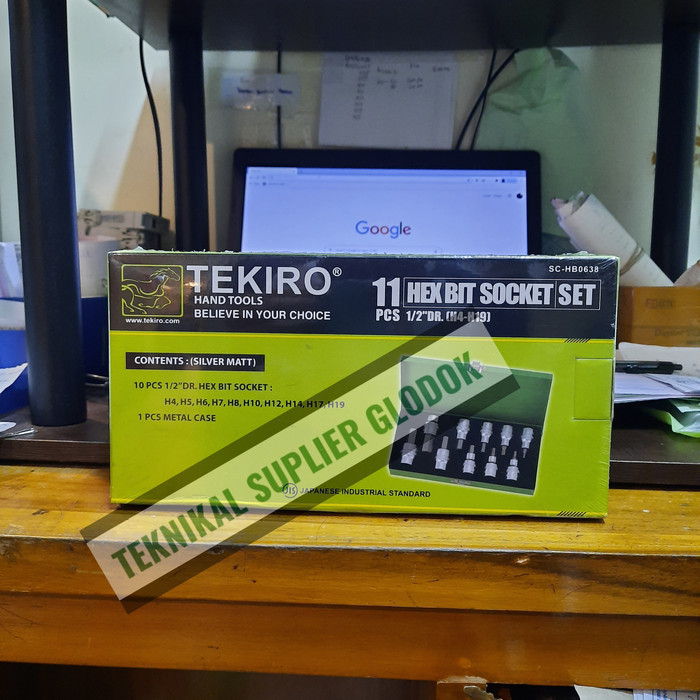 Google
SC-HB0638
TEKIRO®
HAND TOOLS
BELIEVE IN YOUR CHOICE
www.tekiro.com
11 PCS HEX BIT SOCKET SET
1/2"DR. (H4-H19)
CONTENTS : (SILVER MATT)
10 PCS 1/2"DR. HEX BIT SOCKET :
H4, H5, H6, H7, H8, H10, H12, H14, H17, H19
1 PCS METAL CASE
JIS JAPANESE INDUSTRIAL STANDARD
TEKNIKAL SUPLIER GLODOK